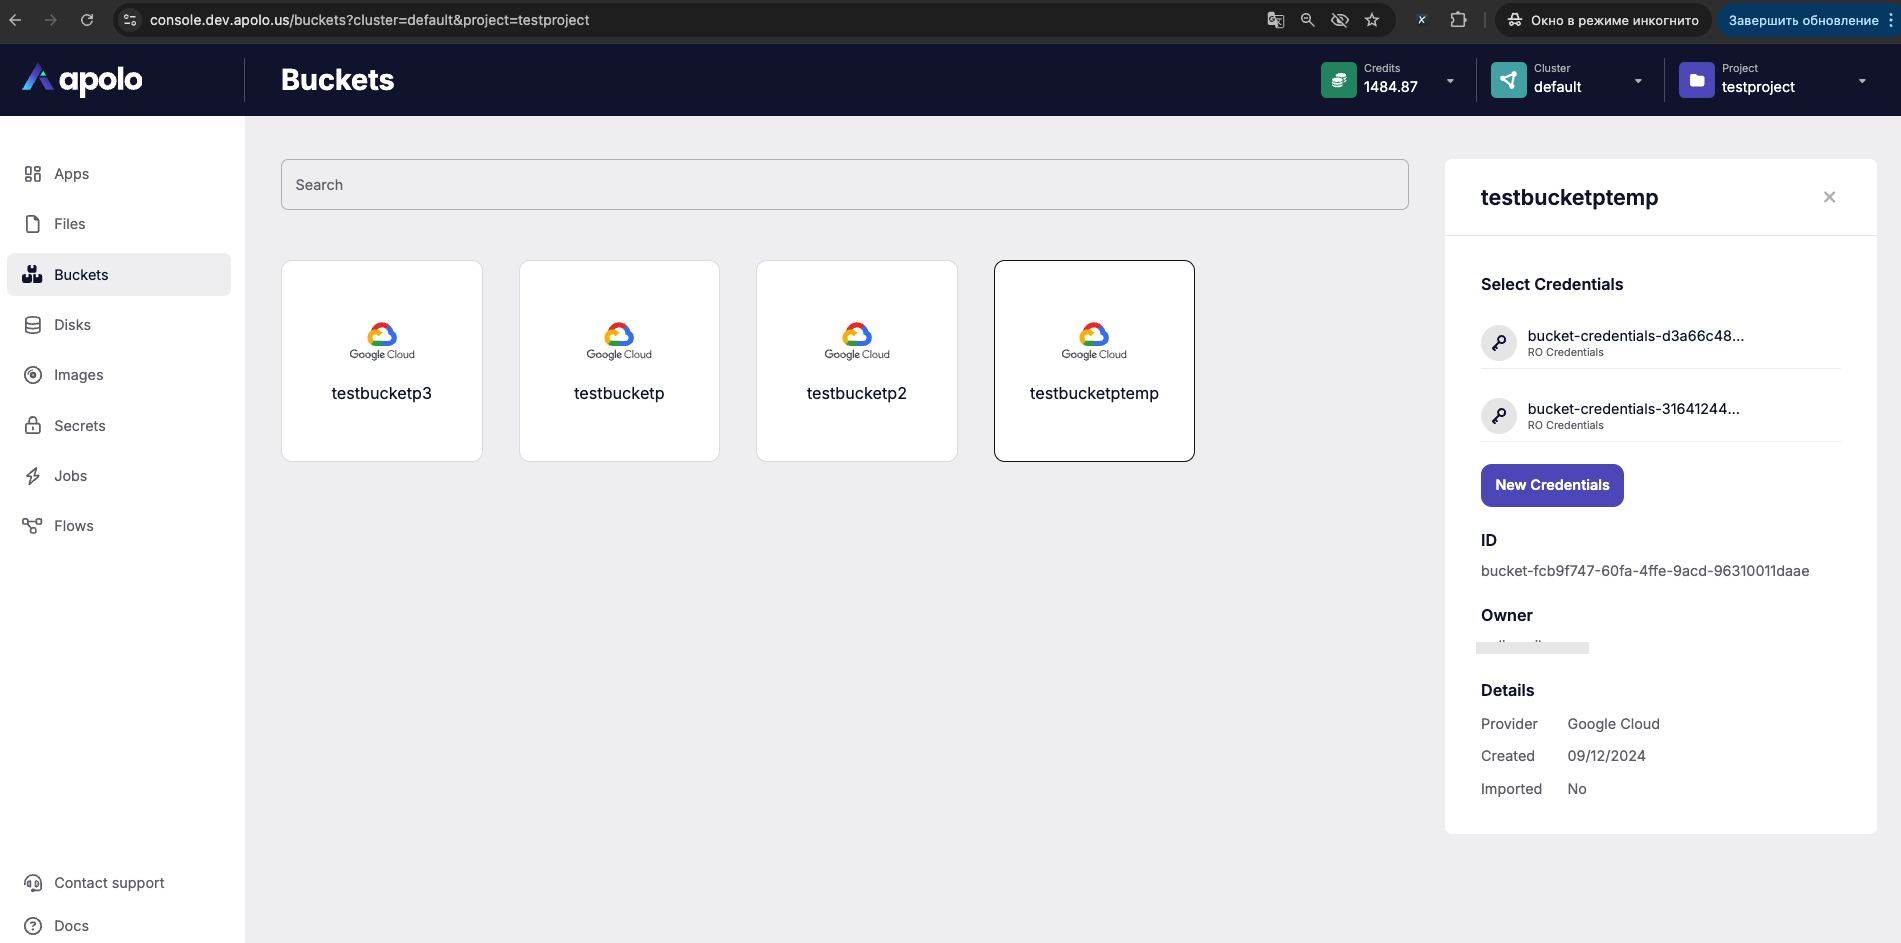 console.dev.apolo.us/buckets?cluster=default&project=testproject
Окно в режиме инкогнито
Завершить обновление
apolo
Buckets
Credits
1484.87
Cluster
default
Project
testproject
Apps
Files
Buckets
Disks
Images
Secrets
Jobs
Flows
Contact support
Docs
Search
Google Cloud
testbucketp3
Google Cloud
testbucketp
Google Cloud
testbucketp2
Google Cloud
testbucketptemp
testbucketptemp
Select Credentials
bucket-credentials-d3a66c48...
RO Credentials
bucket-credentials-31641244...
RO Credentials
New Credentials
ID
bucket-fcb9f747-60fa-4ffe-9acd-96310011daae
Owner
Details
Provider Google Cloud
Created 09/12/2024
Imported No